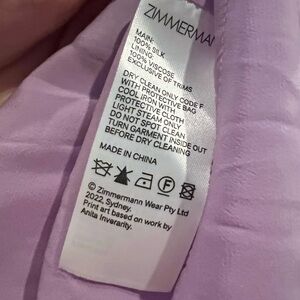 ZIMMERMAN
MAIN:
100% SILK
LINING:
100% VISCOSE
EXCLUSIVE OF TRIMS
DRY CLEAN ONLY CODE F
WITH PROTECTIVE BAG
COOL IRON WITH
PROTECTIVE CLOTH
LIGHT STEAM ONLY
DO NOT SPOT CLEAN
TURN GARMENT INSIDE OUT
BEFORE DRY CLEANING
MADE IN CHINA
F
© Zimmermann Wear Pty Ltd
2022, Sydney.
Print art based on work by
Anita Inverarity.